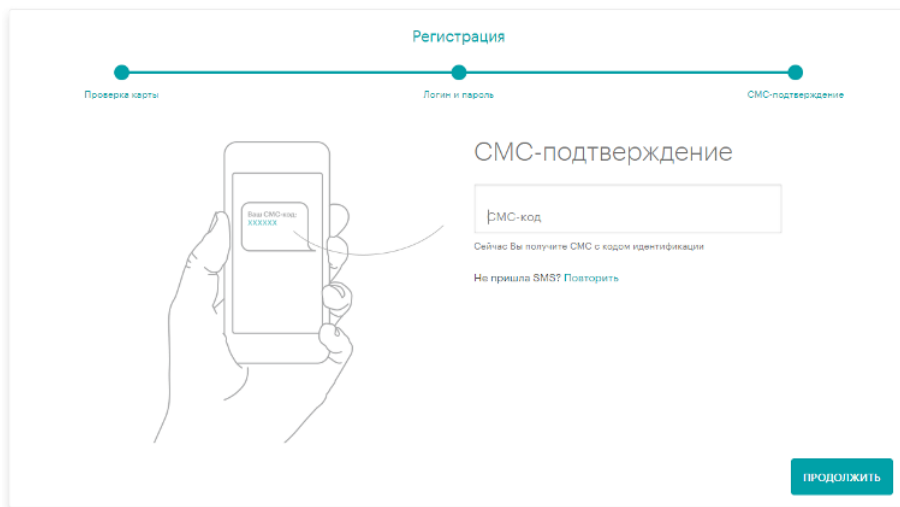 Регистрация
Проверка карты
Логин и пароль
СМС-подтверждение
СМС-подтверждение
Ваш СМС-код:
XXXXXX
СМС-код
Сейчас Вы получите СМС с кодом идентификации
Не пришла SMS? Повторить
ПРОДОЛЖИТЬ